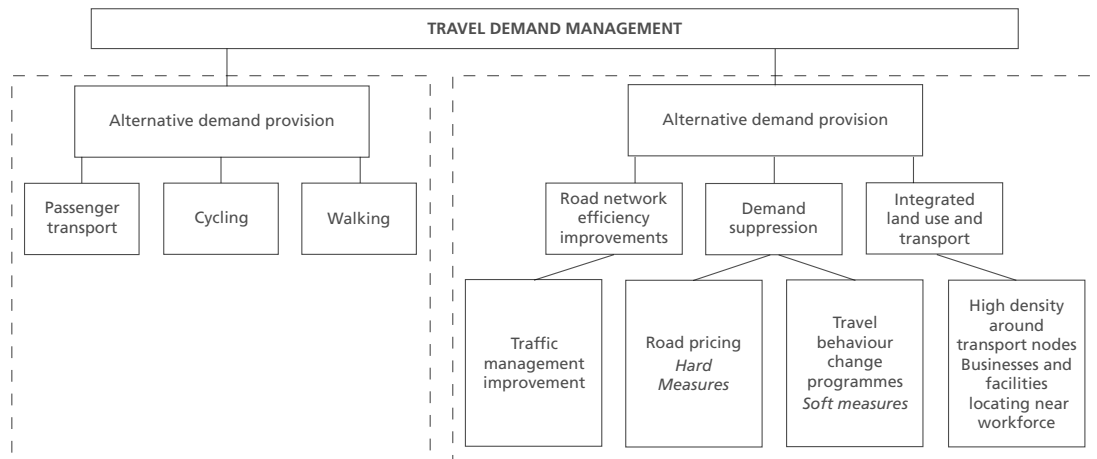 TRAVEL DEMAND MANAGEMENT
Alternative demand provision
Passenger
transport
Cycling
Walking
Alternative demand provision
Road network
efficiency
improvements
Demand
suppression
Integrated
land use and
transport
Traffic
management
improvement
Road pricing
Hard
Measures
Travel
behaviour
change
programmes
Soft measures
High density
around
transport nodes
Businesses and
facilities
locating near
workforce